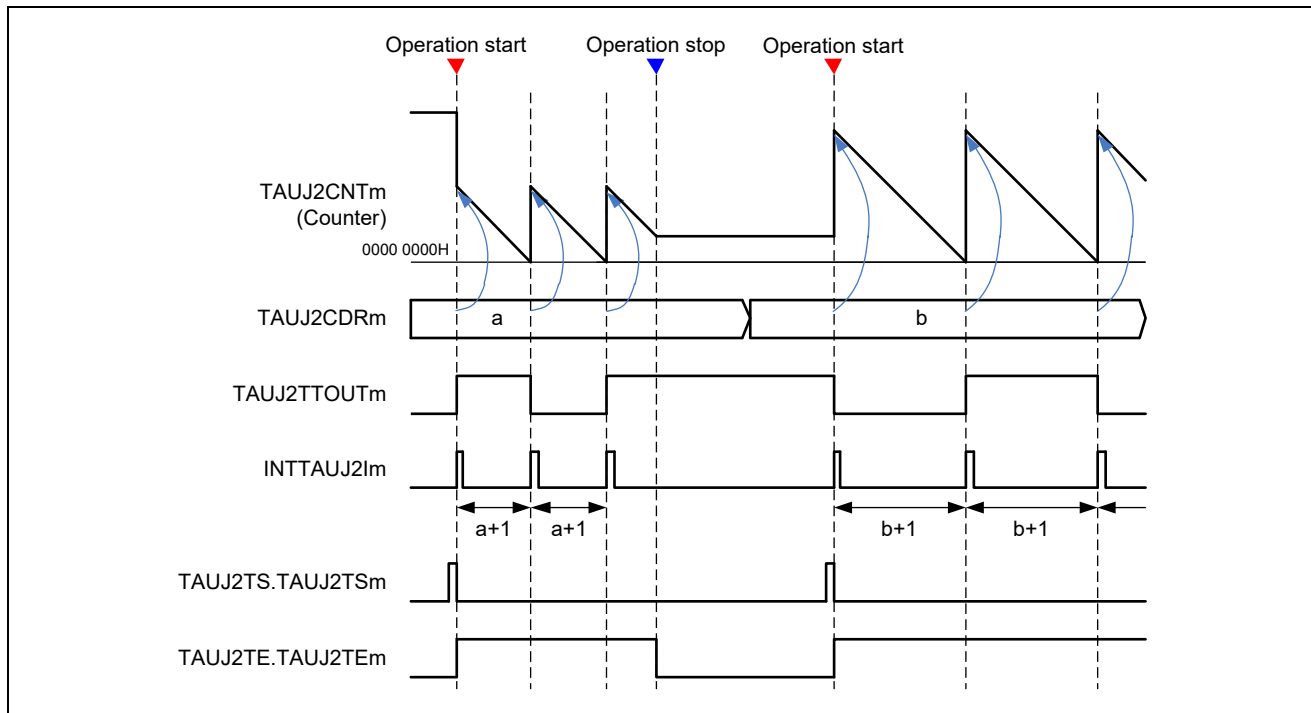 Operation start
Operation stop
Operation start
TAUJ2CNTm
(Counter)
0000 0000H
TAUJ2CDRm
a
b
TAUJ2TTOUTm
INTTAUJ2Im
a+1
a+1
b+1
b+1
TAUJ2TS.TAUJ2TSm
TAUJ2TE.TAUJ2TEm